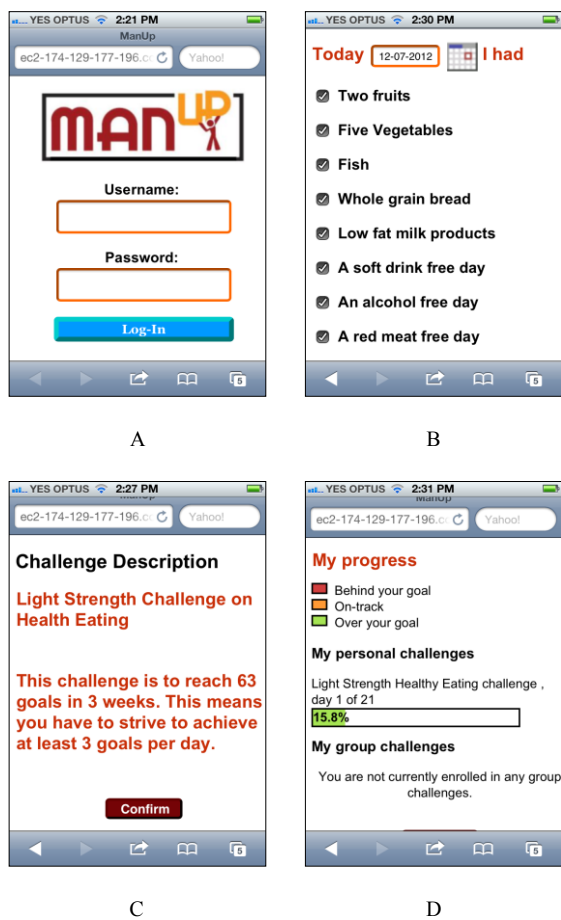 YES OPTUS 2:21 PM
ManUp
ec2-174-129-177-196.cc Yahoo!
MAN UP
Username:
Password:
Log-In
5
A
YES OPTUS 2:30 PM
Today 12-07-2012 I had
Two fruits
Five Vegetables
Fish
Whole grain bread
Low fat milk products
A soft drink free day
An alcohol free day
A red meat free day
5
B
YES OPTUS 2:27 PM
ManUp
ec2-174-129-177-196.cc Yahoo!
Challenge Description
Light Strength Challenge on
Health Eating
This challenge is to reach 63
goals in 3 weeks. This means
you have to strive to achieve
at least 3 goals per day.
Confirm
5
C
YES OPTUS 2:31 PM
ManUp
ec2-174-129-177-196.cc Yahoo!
My progress
Behind your goal
On-track
Over your goal
My personal challenges
Light Strength Healthy Eating challenge ,
day 1 of 21
15.8%
My group challenges
You are not currently enrolled in any group
challenges.
5
D